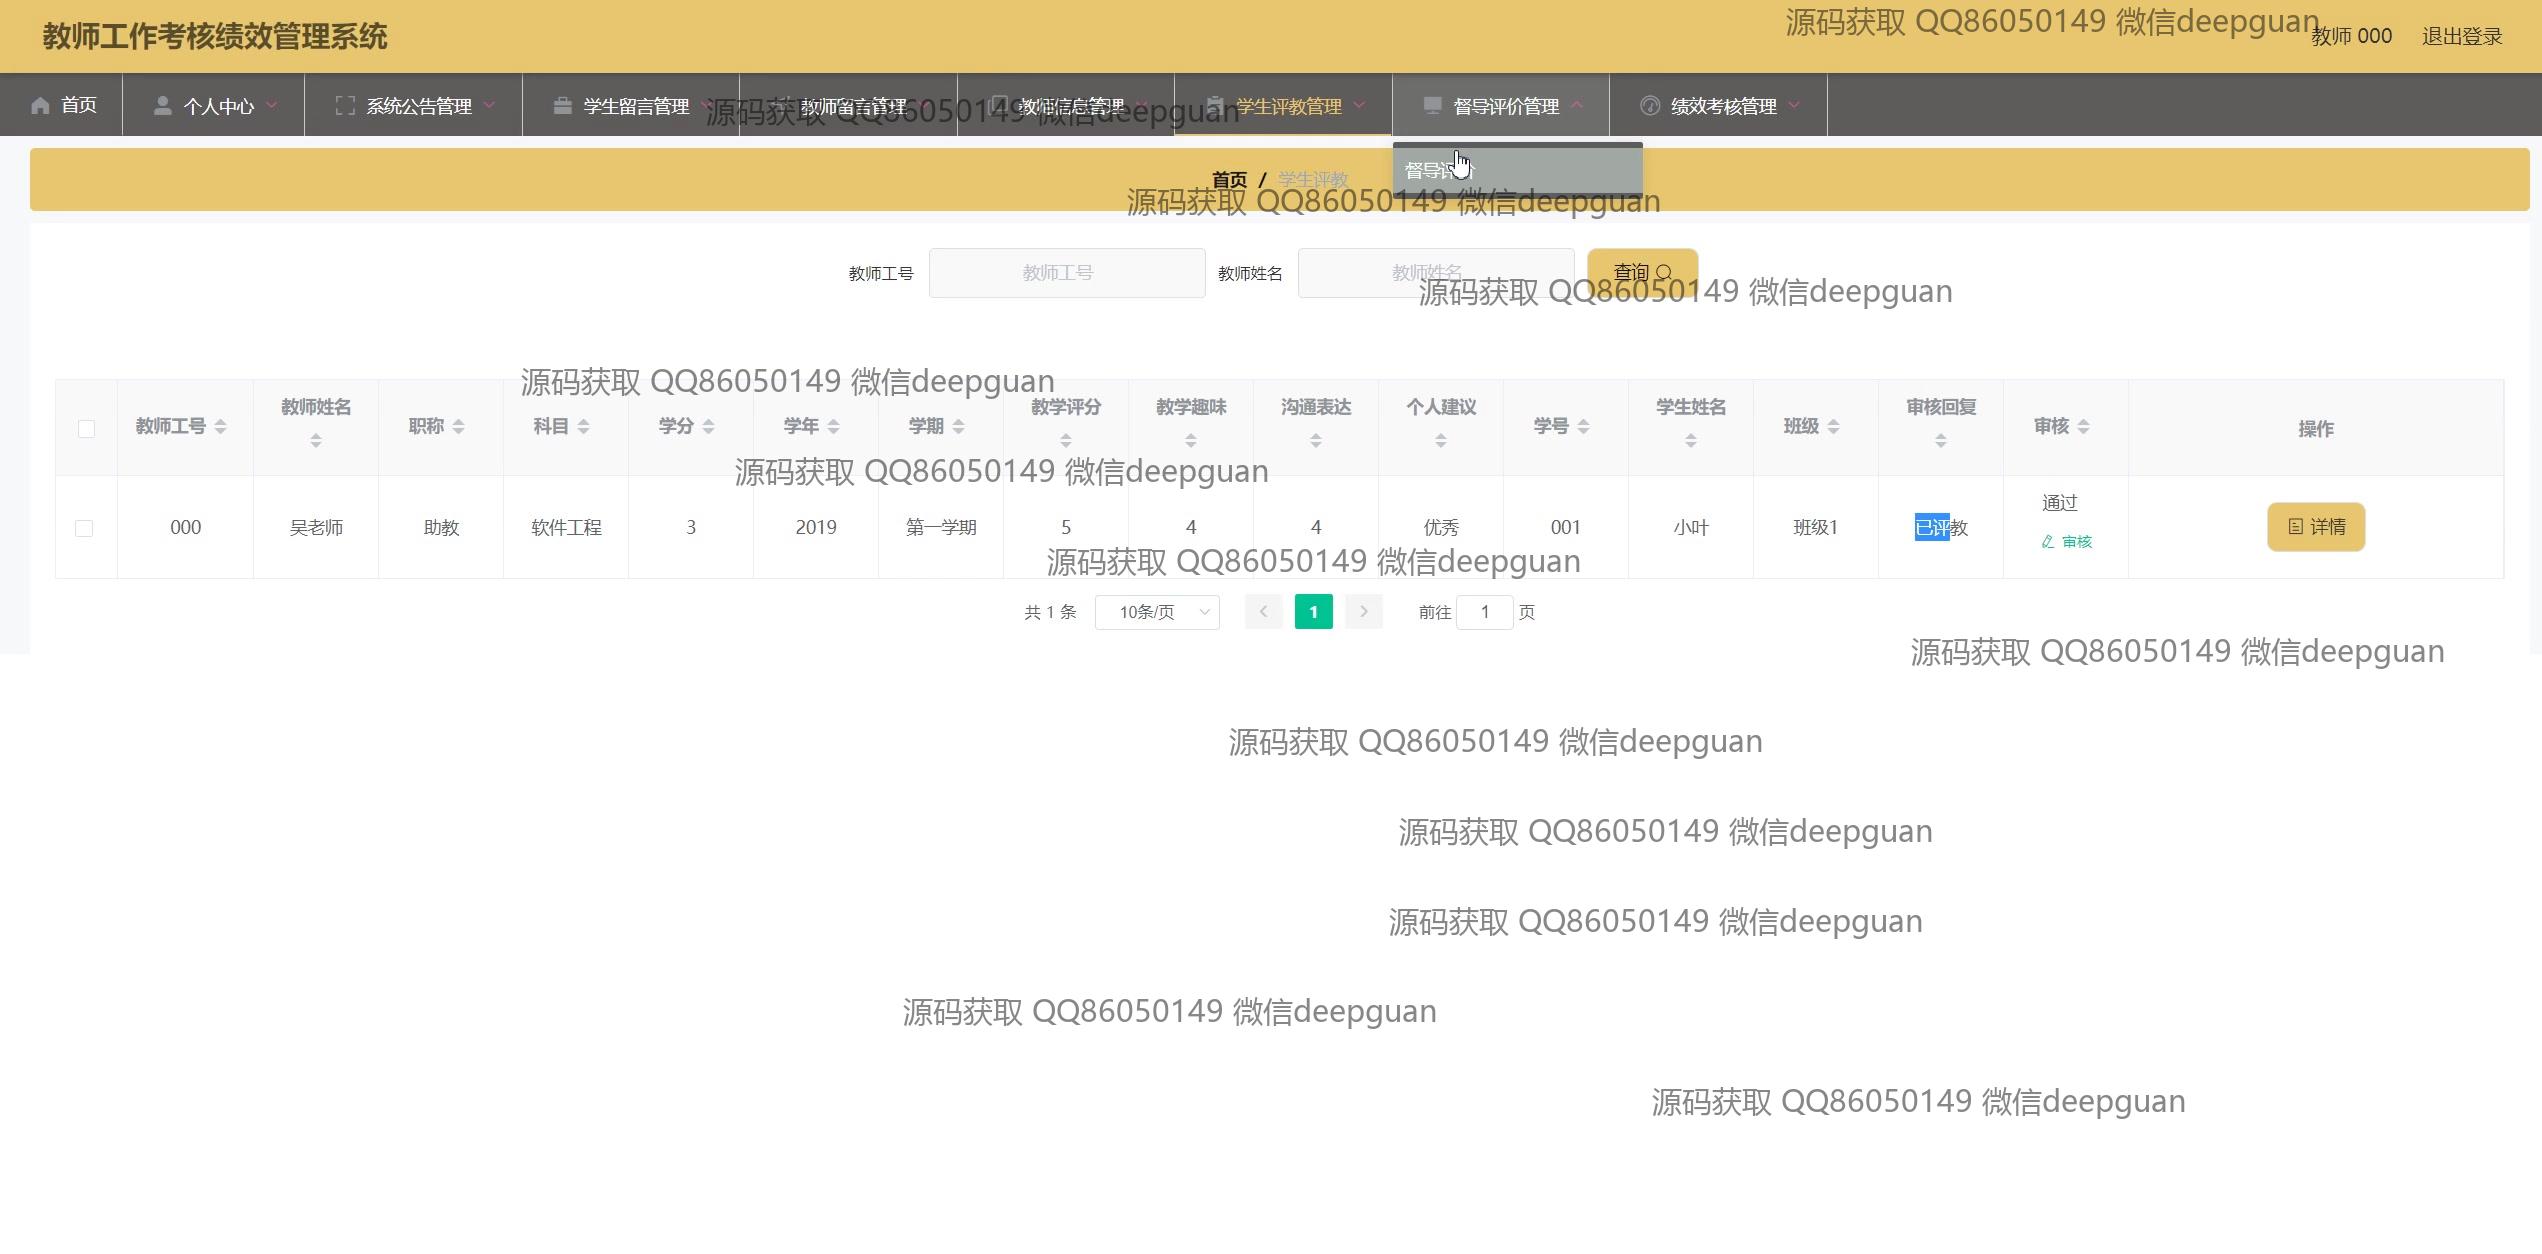 教师工作考核绩效管理系统
源码获取 QQ86050149 微信deepguan
教师 000 退出登录
首页 个人中心 系统公告管理 学生留言管理 教师留言管理 教师信息管理 学生评教管理 督导评价管理 绩效考核管理
源码获取 QQ86050149 微信deepguan
督导评价
首页 / 学生评教
源码获取 QQ86050149 微信deepguan
教师工号 教师工号 教师姓名 教师姓名 查询
源码获取 QQ86050149 微信deepguan
源码获取 QQ86050149 微信deepguan
教师工号 教师姓名 职称 科目 学分 学年 学期 教学评分 教学趣味 沟通表达 个人建议 学号 学生姓名 班级 审核回复 审核 操作
源码获取 QQ86050149 微信deepguan
000 吴老师 助教 软件工程 3 2019 第一学期 5 4 4 优秀 001 小叶 班级1 已评教 通过 详情
审核
源码获取 QQ86050149 微信deepguan
共 1 条 10条/页 1 前往 1 页
源码获取 QQ86050149 微信deepguan
源码获取 QQ86050149 微信deepguan
源码获取 QQ86050149 微信deepguan
源码获取 QQ86050149 微信deepguan
源码获取 QQ86050149 微信deepguan
源码获取 QQ86050149 微信deepguan